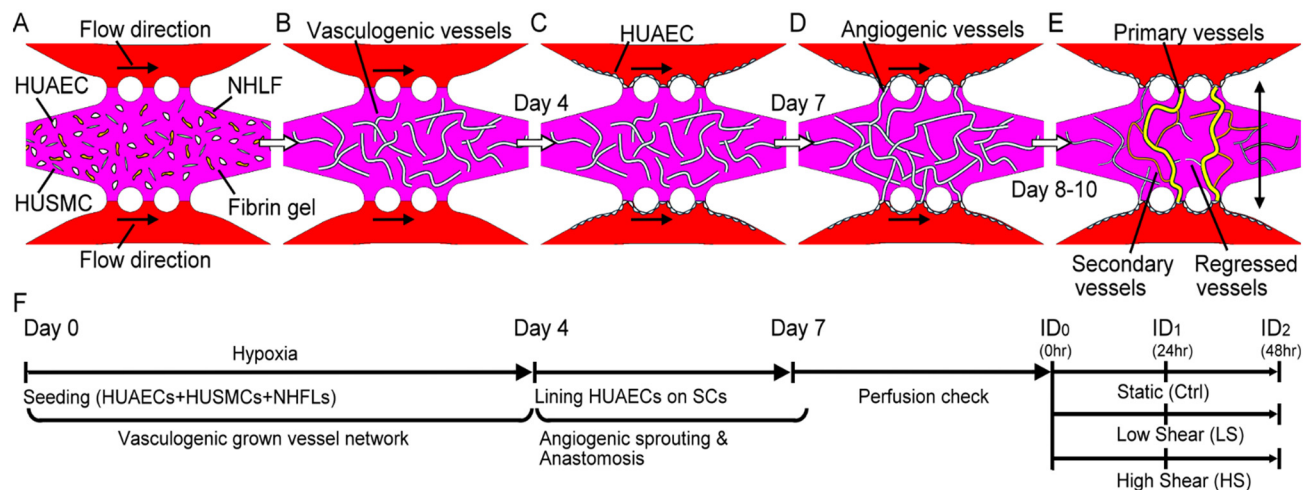 A
Flow direction
HUAEC
NHLF
HUSMC
Fibrin gel
Flow direction
B
Vasculogenic vessels
Day 4
C
HUAEC
Day 7
D
Angiogenic vessels
Day 8-10
E
Primary vessels
Secondary
vessels
Regressed
vessels
F
Day 0
Day 4
Day 7
ID0
(0hr)
ID1
(24hr)
ID2
(48hr)
Hypoxia
Seeding (HUAECs+HUSMCs+NHFLs)
Lining HUAECs on SCs
Perfusion check
Static (Ctrl)
Vasculogenic grown vessel network
Angiogenic sprouting &
Anastomosis
Low Shear (LS)
High Shear (HS)